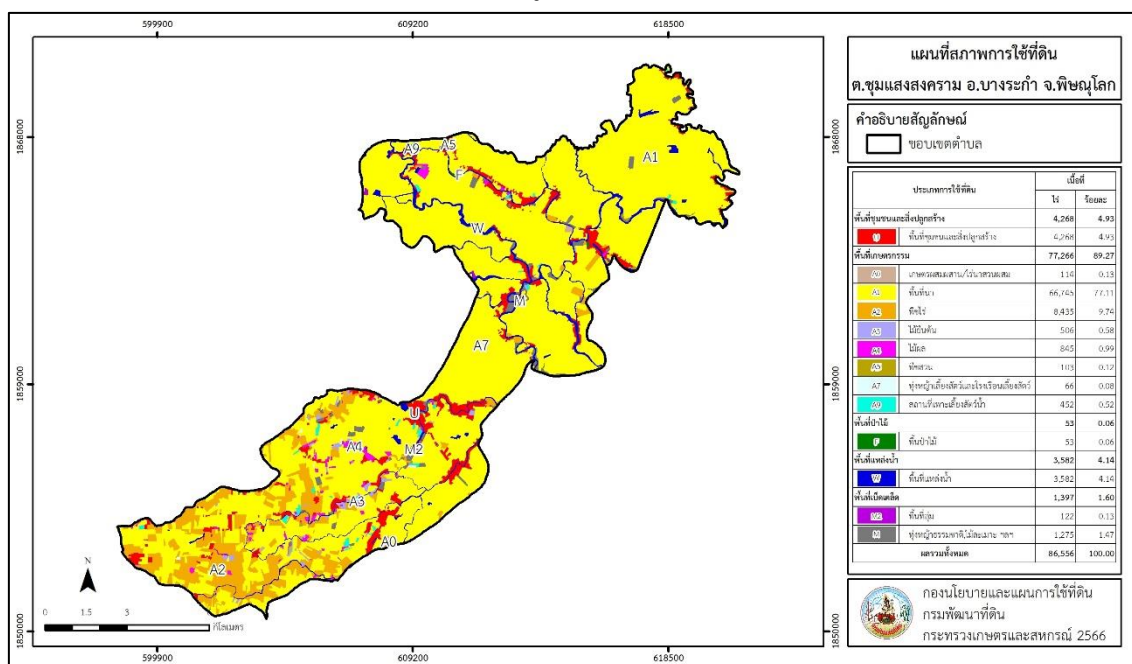 599900 609200 618500
1868000 1868000
1859000 1859000
1850000 1850000
599900 609200 618500
A9 A5
A1
F
W
M
A7
U
M2
A4
A3
A0
A2
N
0 1.5 3
กิโลเมตร
แผนที่สภาพการใช้ที่ดิน
ต.ชุมแสงสงคราม อ.บางระกำ จ.พิษณุโลก
คำอธิบายสัญลักษณ์
ขอบเขตตำบล
ประเภทการใช้ที่ดิน เนื้อที่
ไร่ ร้อยละ
พื้นที่ชุมชนและสิ่งปลูกสร้าง 4,268 4.93
U พื้นที่ชุมชนและสิ่งปลูกสร้าง 4,268 4.93
พื้นที่เกษตรกรรม 77,266 89.27
A0 เกษตรผสมผสาน/ไร่นาสวนผสม 114 0.13
A1 พื้นที่นา 66,745 77.11
A2 พืชไร่ 8,435 9.74
A3 ไม้ยืนต้น 506 0.58
A4 ไม้ผล 845 0.99
A5 พืชสวน 103 0.12
A7 ทุ่งหญ้าเลี้ยงสัตว์และโรงเรือนเลี้ยงสัตว์ 66 0.08
A9 สถานที่เพาะเลี้ยงสัตว์น้ำ 452 0.52
พื้นที่ป่าไม้ 53 0.06
F พื้นป่าไม้ 53 0.06
พื้นที่แหล่งน้ำ 3,582 4.14
W พื้นที่แหล่งน้ำ 3,582 4.14
พื้นที่เบ็ดเตล็ด 1,397 1.60
M2 พื้นที่ลุ่ม 122 0.13
M ทุ่งหญ้าธรรมชาติ,ไม้ละเมาะ ฯลฯ 1,275 1.47
ผลรวมทั้งหมด 86,556 100.00
กองนโยบายและแผนการใช้ที่ดิน
กรมพัฒนาที่ดิน
กระทรวงเกษตรและสหกรณ์ 2566